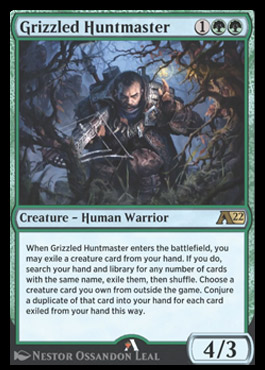 Grizzled Huntmaster 1
Creature – Human Warrior A22
When Grizzled Huntmaster enters the battlefield, you
may exile a creature card from your hand. If you do,
search your hand and library for any number of cards
with the same name, exile them, then shuffle. Choose a
creature card you own from outside the game. Conjure
a duplicate of that card into your hand for each card
exiled from your hand this way.
Nestor Ossandon Leal
4/3